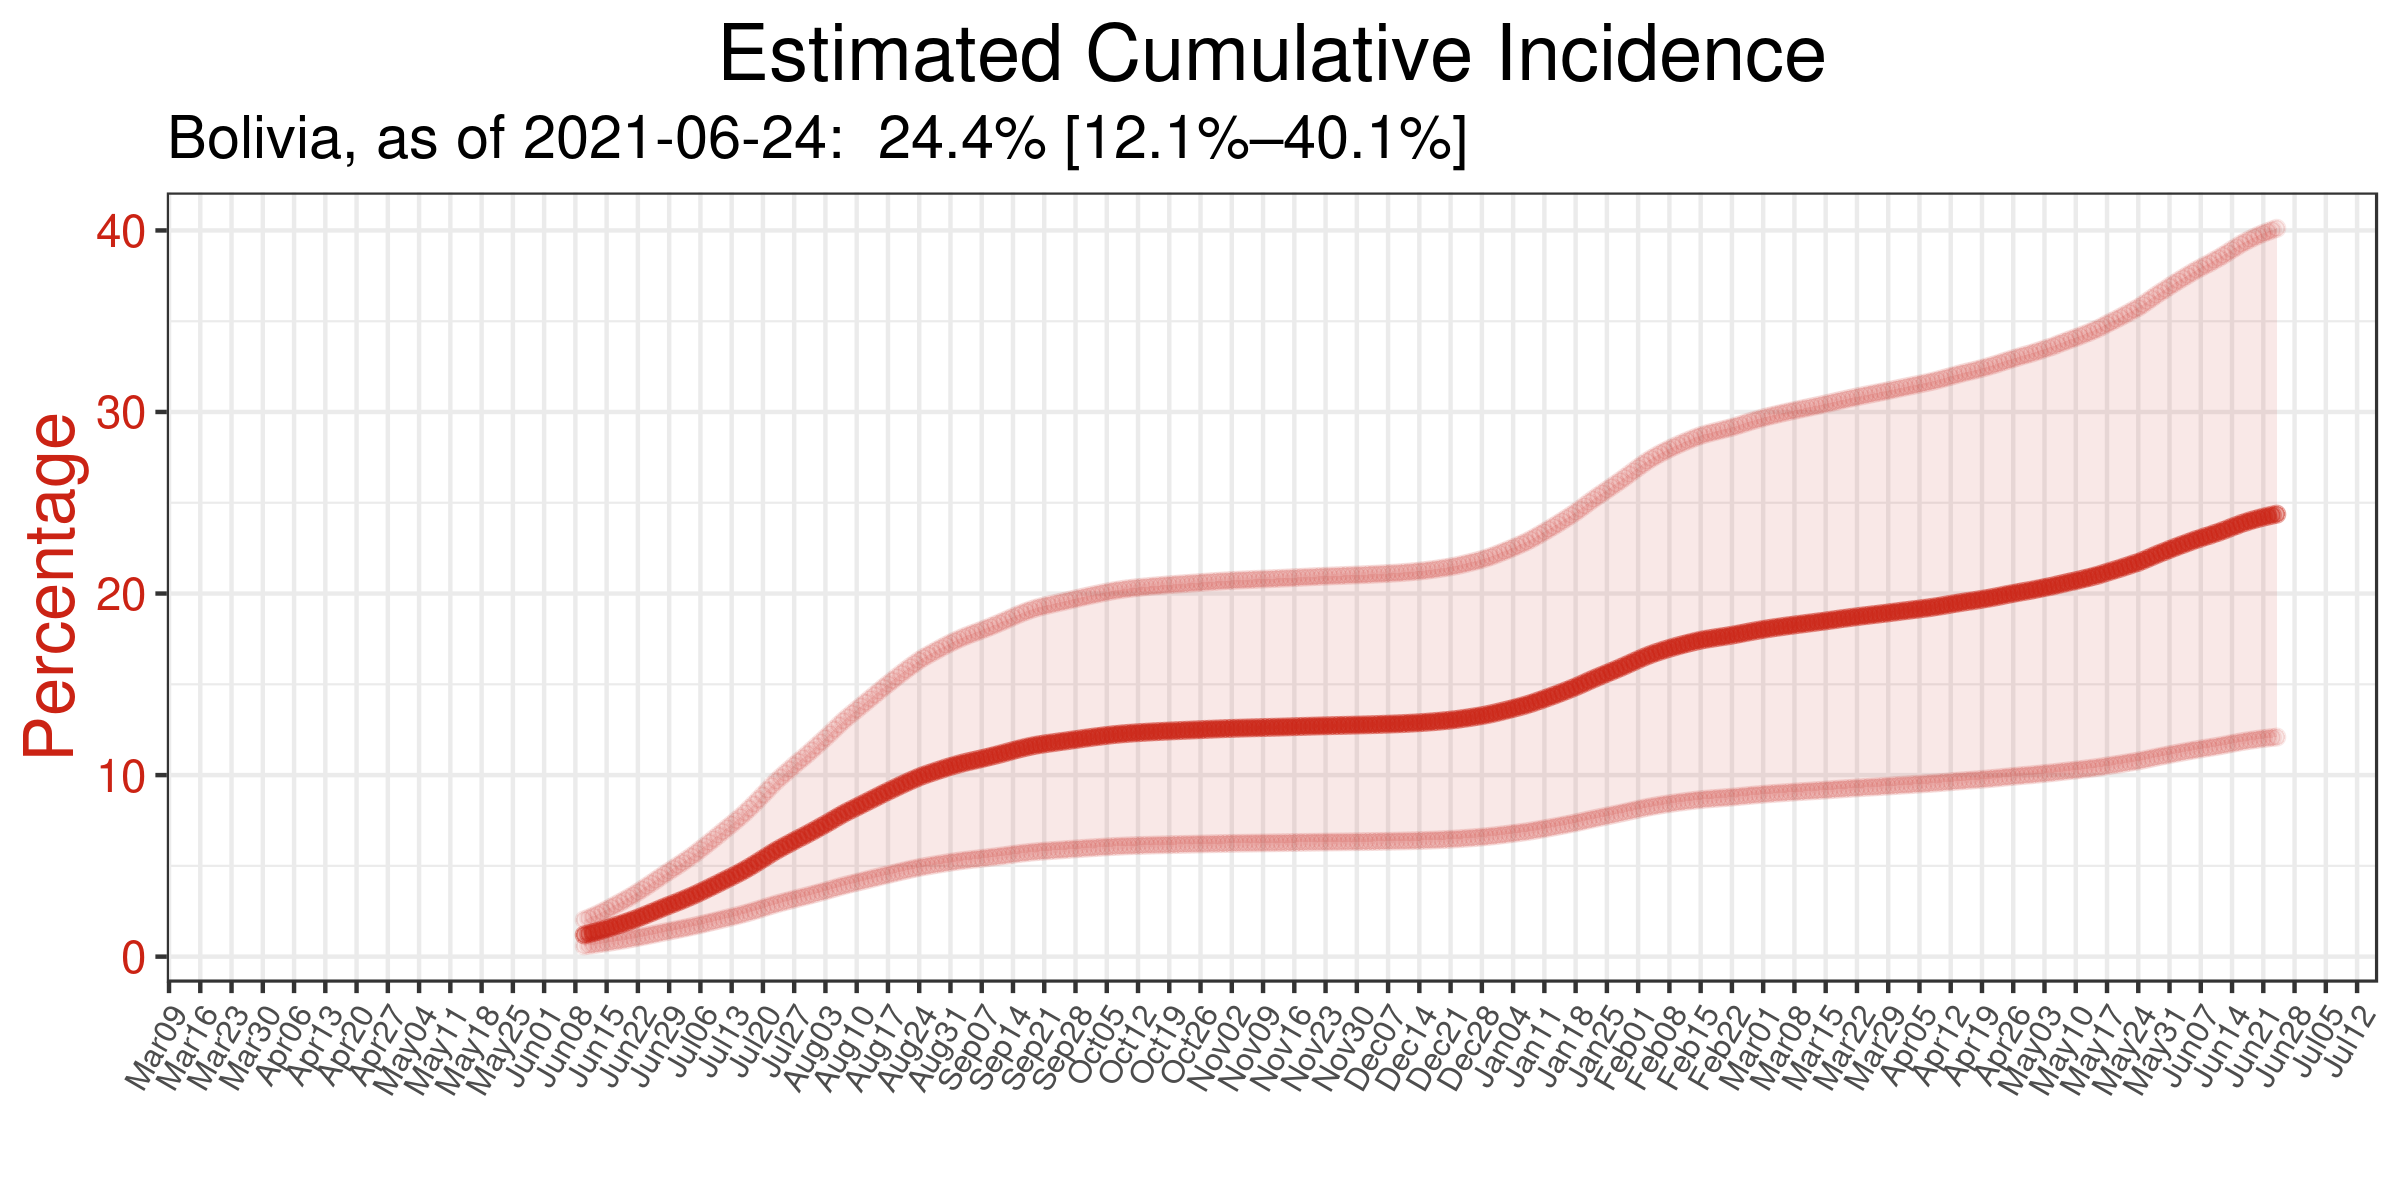 Estimated Cumulative Incidence
Bolivia, as of 2021-06-24:  24.4% [12.1%–40.1%]
Percentage
40
30
20
10
0
Mar09
Mar16
Mar23
Mar30
Apr06
Apr13
Apr20
Apr27
May04
May11
May18
May25
Jun01
Jun08
Jun15
Jun22
Jun29
Jul06
Jul13
Jul20
Jul27
Aug03
Aug10
Aug17
Aug24
Aug31
Sep07
Sep14
Sep21
Sep28
Oct05
Oct12
Oct19
Oct26
Nov02
Nov09
Nov16
Nov23
Nov30
Dec07
Dec14
Dec21
Dec28
Jan04
Jan11
Jan18
Jan25
Feb01
Feb08
Feb15
Feb22
Mar01
Mar08
Mar15
Mar22
Mar29
Apr05
Apr12
Apr19
Apr26
May03
May10
May17
May24
May31
Jun07
Jun14
Jun21
Jun28
Jul05
Jul12